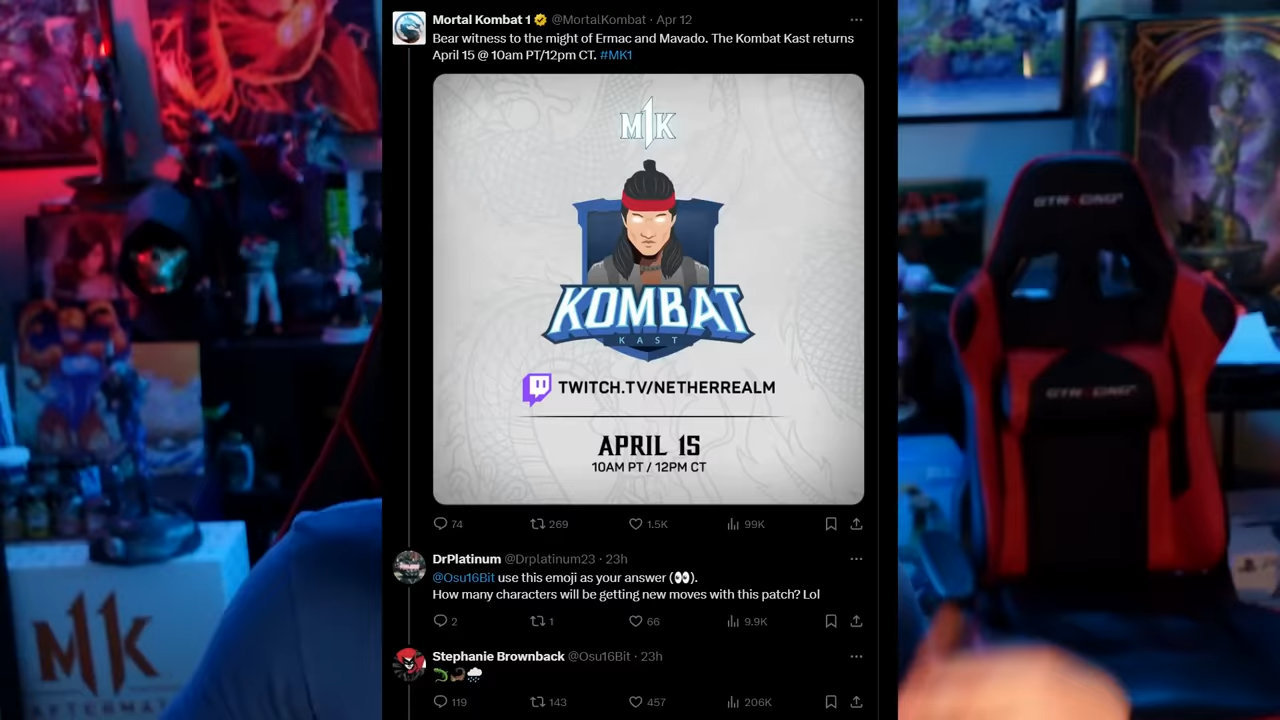 Mortal Kombat 1 @MortalKombat · Apr 12
Bear witness to the might of Ermac and Mavado. The Kombat Kast returns
April 15 @ 10am PT/12pm CT. #MK1
M1K
KOMBAT
KAST
TWITCH.TV/NETHERREALM
APRIL 15
10AM PT / 12PM CT
74 269 1.5K 99K
DrPlatinum @Drplatinum23 · 23h
@Osu16Bit use this emoji as your answer (👀).
How many characters will be getting new moves with this patch? Lol
2 1 66 9.9K
Stephanie Brownback @Osu16Bit · 23h
119 143 457 206K
GTRACING
GTRACING
MK
AFTERMATH